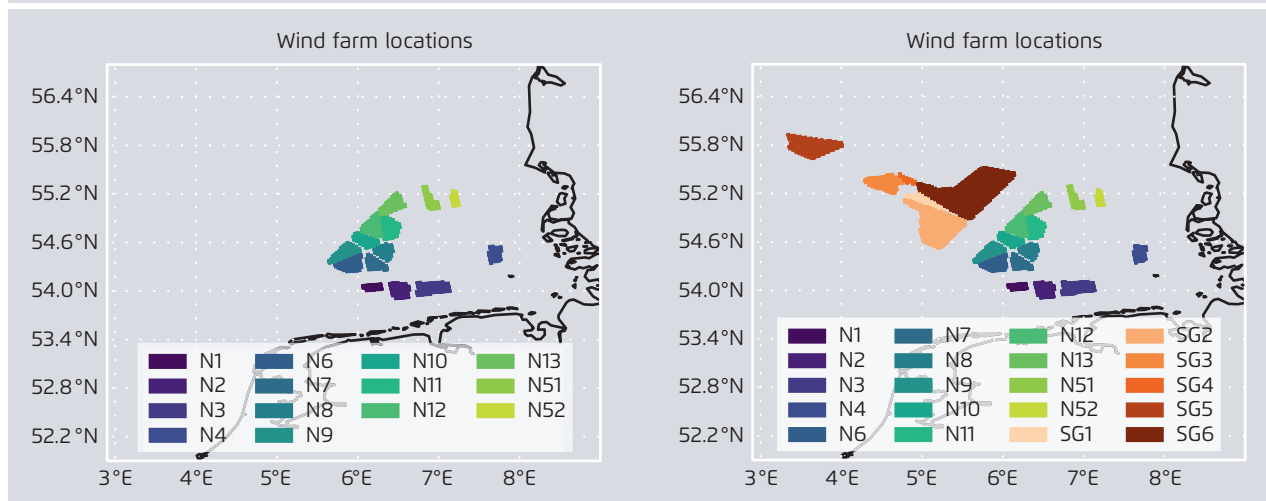 Wind farm locations
56.4°N
55.8°N
55.2°N
54.6°N
54.0°N
53.4°N
52.8°N
52.2°N
3°E 4°E 5°E 6°E 7°E 8°E
N1 N6 N10 N13
N2 N7 N11 N51
N3 N8 N12 N52
N4 N9
Wind farm locations
56.4°N
55.8°N
55.2°N
54.6°N
54.0°N
53.4°N
52.8°N
52.2°N
3°E 4°E 5°E 6°E 7°E 8°E
N1 N7 N12 SG2
N2 N8 N13 SG3
N3 N9 N51 SG4
N4 N10 N52 SG5
N6 N11 SG1 SG6